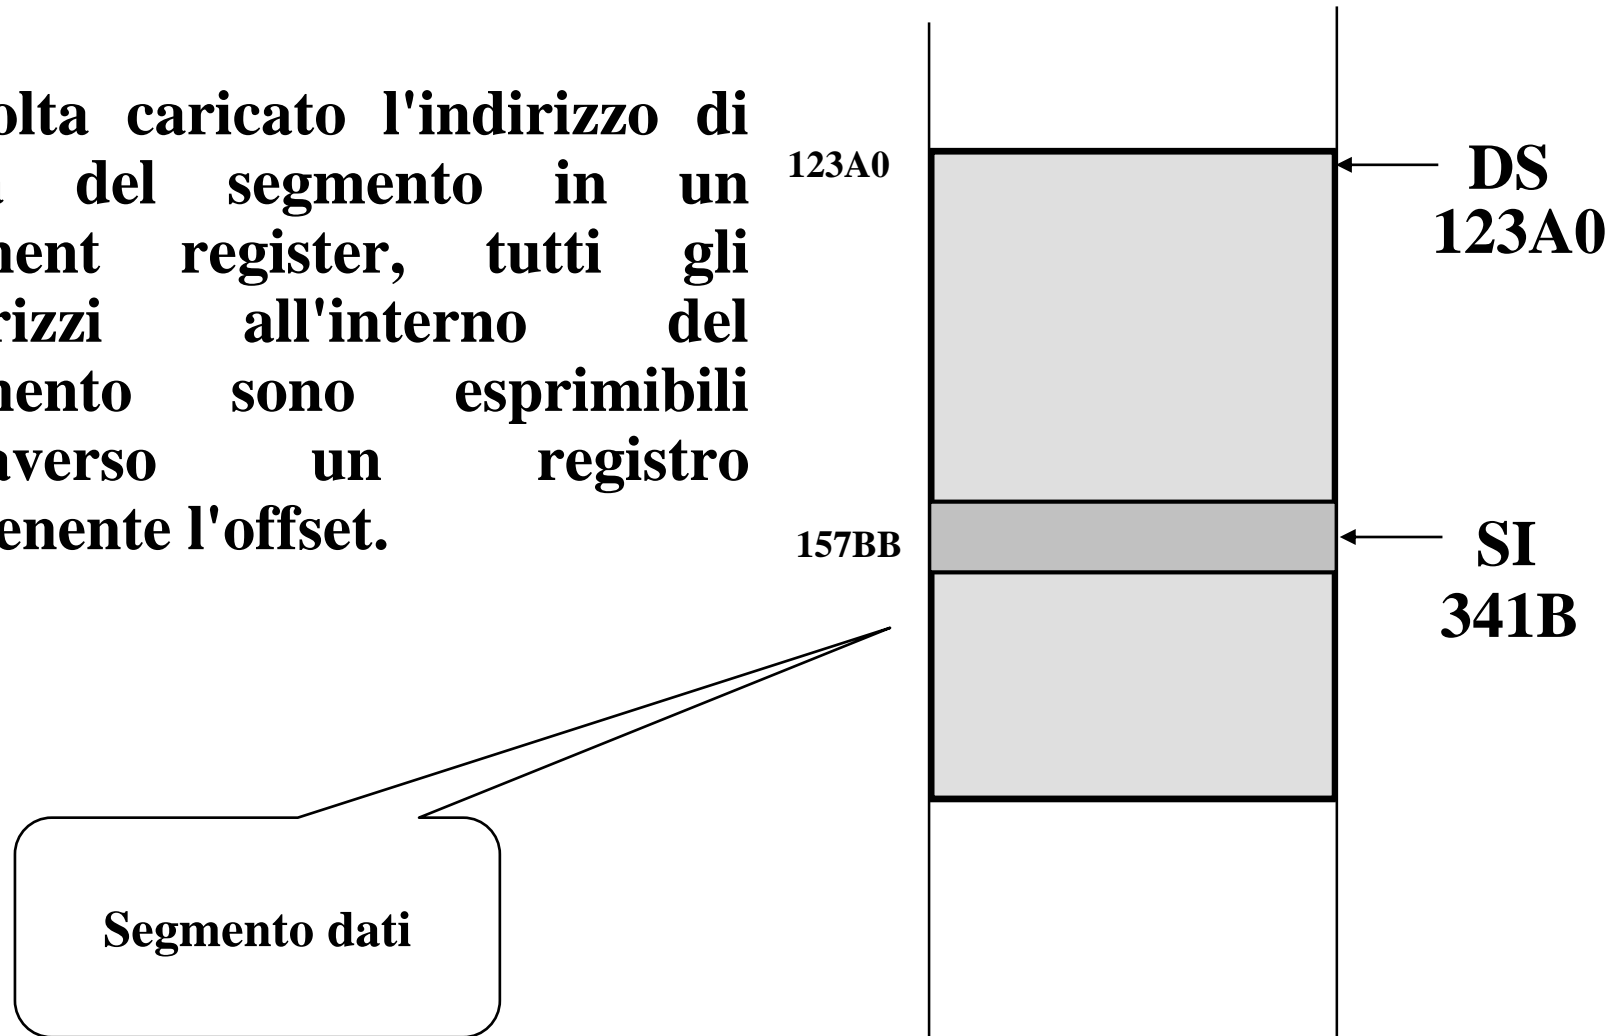 olta caricato l'indirizzo di
del segmento in un
ment register, tutti gli
rizzi all'interno del
mento sono esprimibili
averso un registro
enente l'offset.
123A0
DS
123A0
157BB
SI
341B
Segmento dati